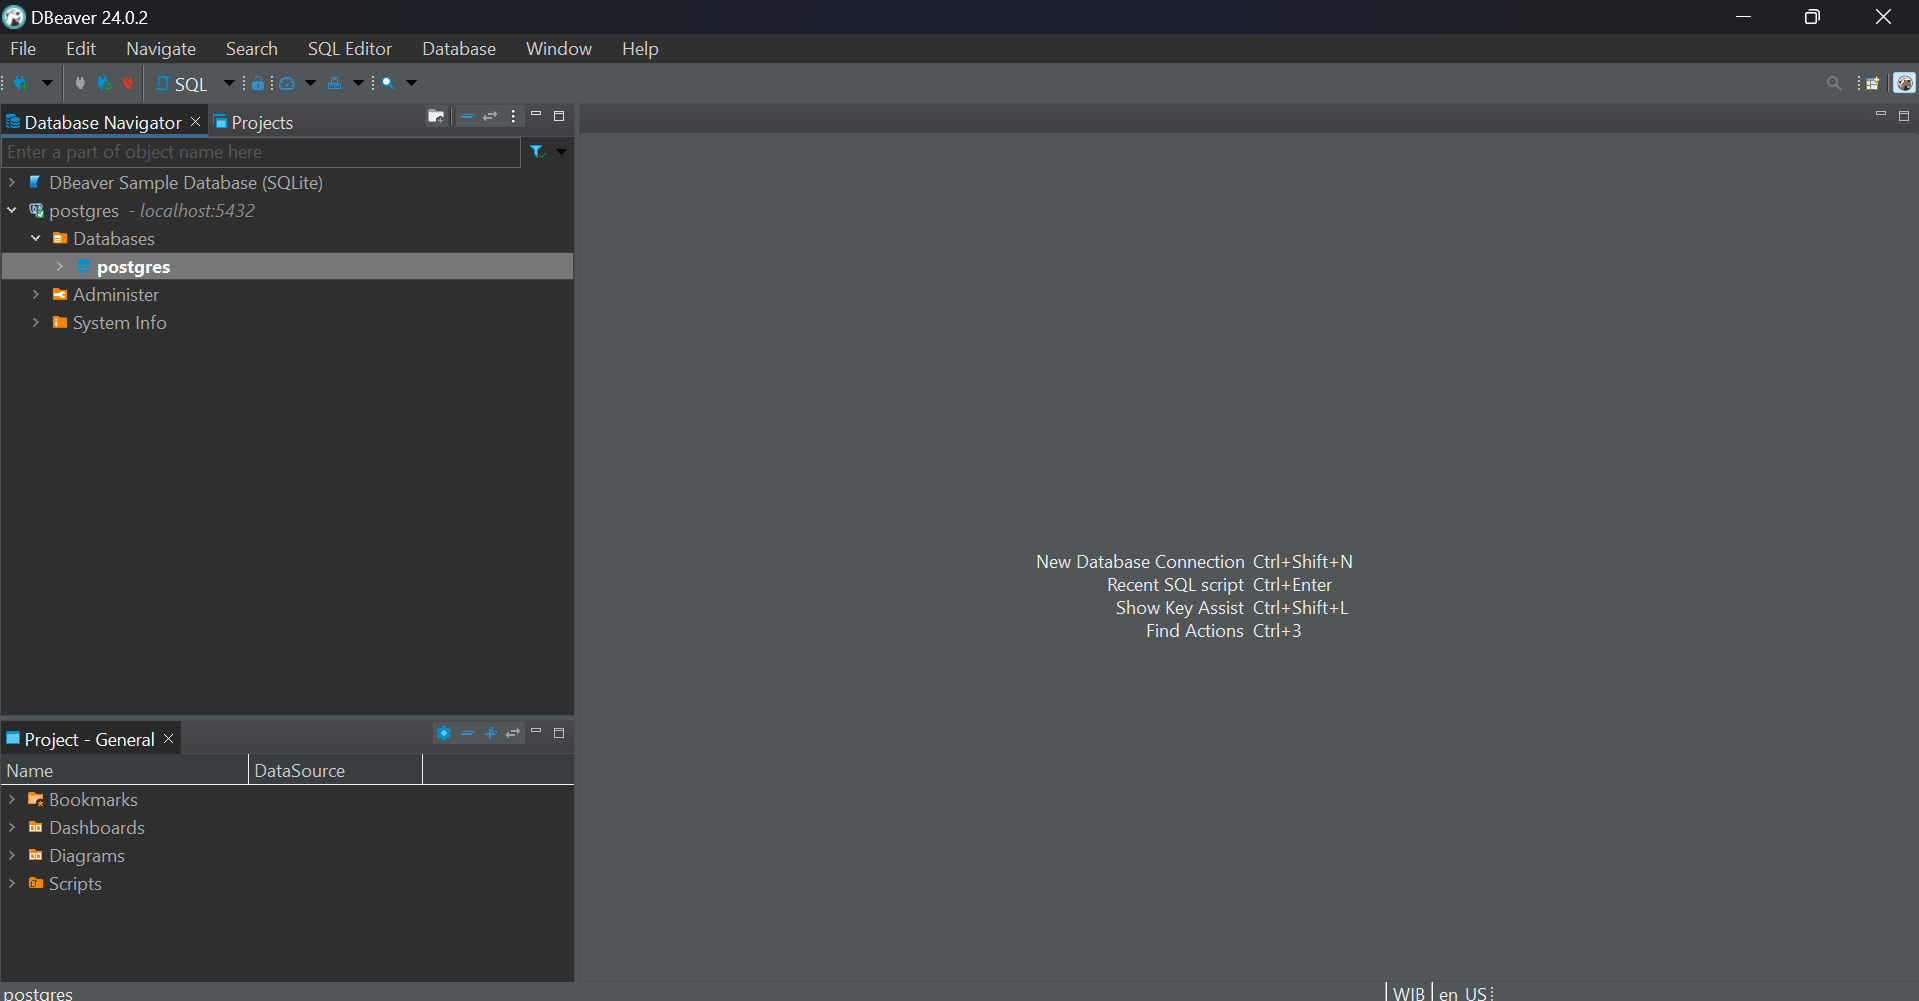 DBeaver 24.0.2
File Edit Navigate Search SQL Editor Database Window Help
SQL
Database Navigator Projects
Enter a part of object name here
DBeaver Sample Database (SQLite)
postgres - localhost:5432
Databases
postgres
Administer
System Info
New Database Connection Ctrl+Shift+N
Recent SQL script Ctrl+Enter
Show Key Assist Ctrl+Shift+L
Find Actions Ctrl+3
Project - General
Name DataSource
Bookmarks
Dashboards
Diagrams
Scripts
postgres WIB en_US